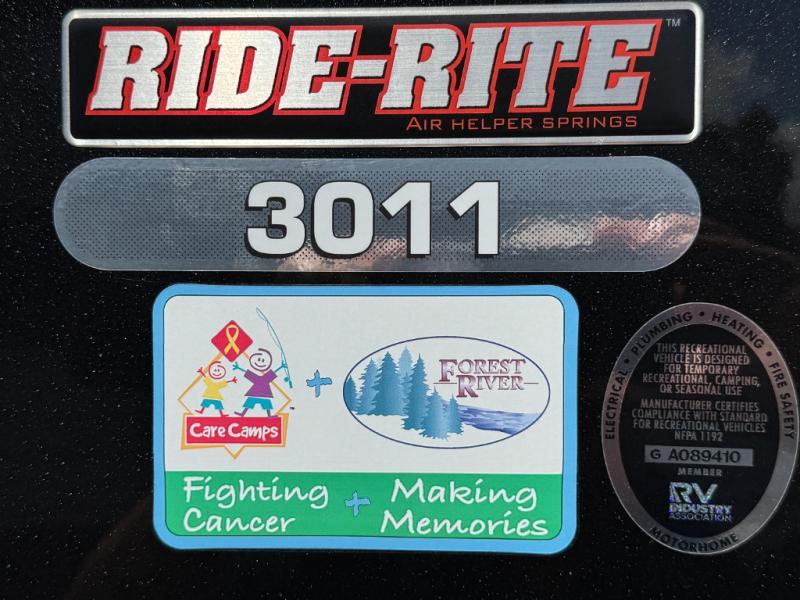 RIDE-RITE™
AIR HELPER SPRINGS
3011
Care Camps™
+
FOREST
RIVER
Fighting + Making
Cancer Memories
ELECTRICAL • PLUMBING • HEATING • FIRE SAFETY
THIS RECREATIONAL
VEHICLE IS DESIGNED
FOR TEMPORARY
RECREATIONAL, CAMPING,
OR SEASONAL USE
MANUFACTURER CERTIFIES
COMPLIANCE WITH STANDARD
FOR RECREATIONAL VEHICLES
NFPA 1192
G A089410
MEMBER
RV
INDUSTRY
ASSOCIATION
MOTORHOME